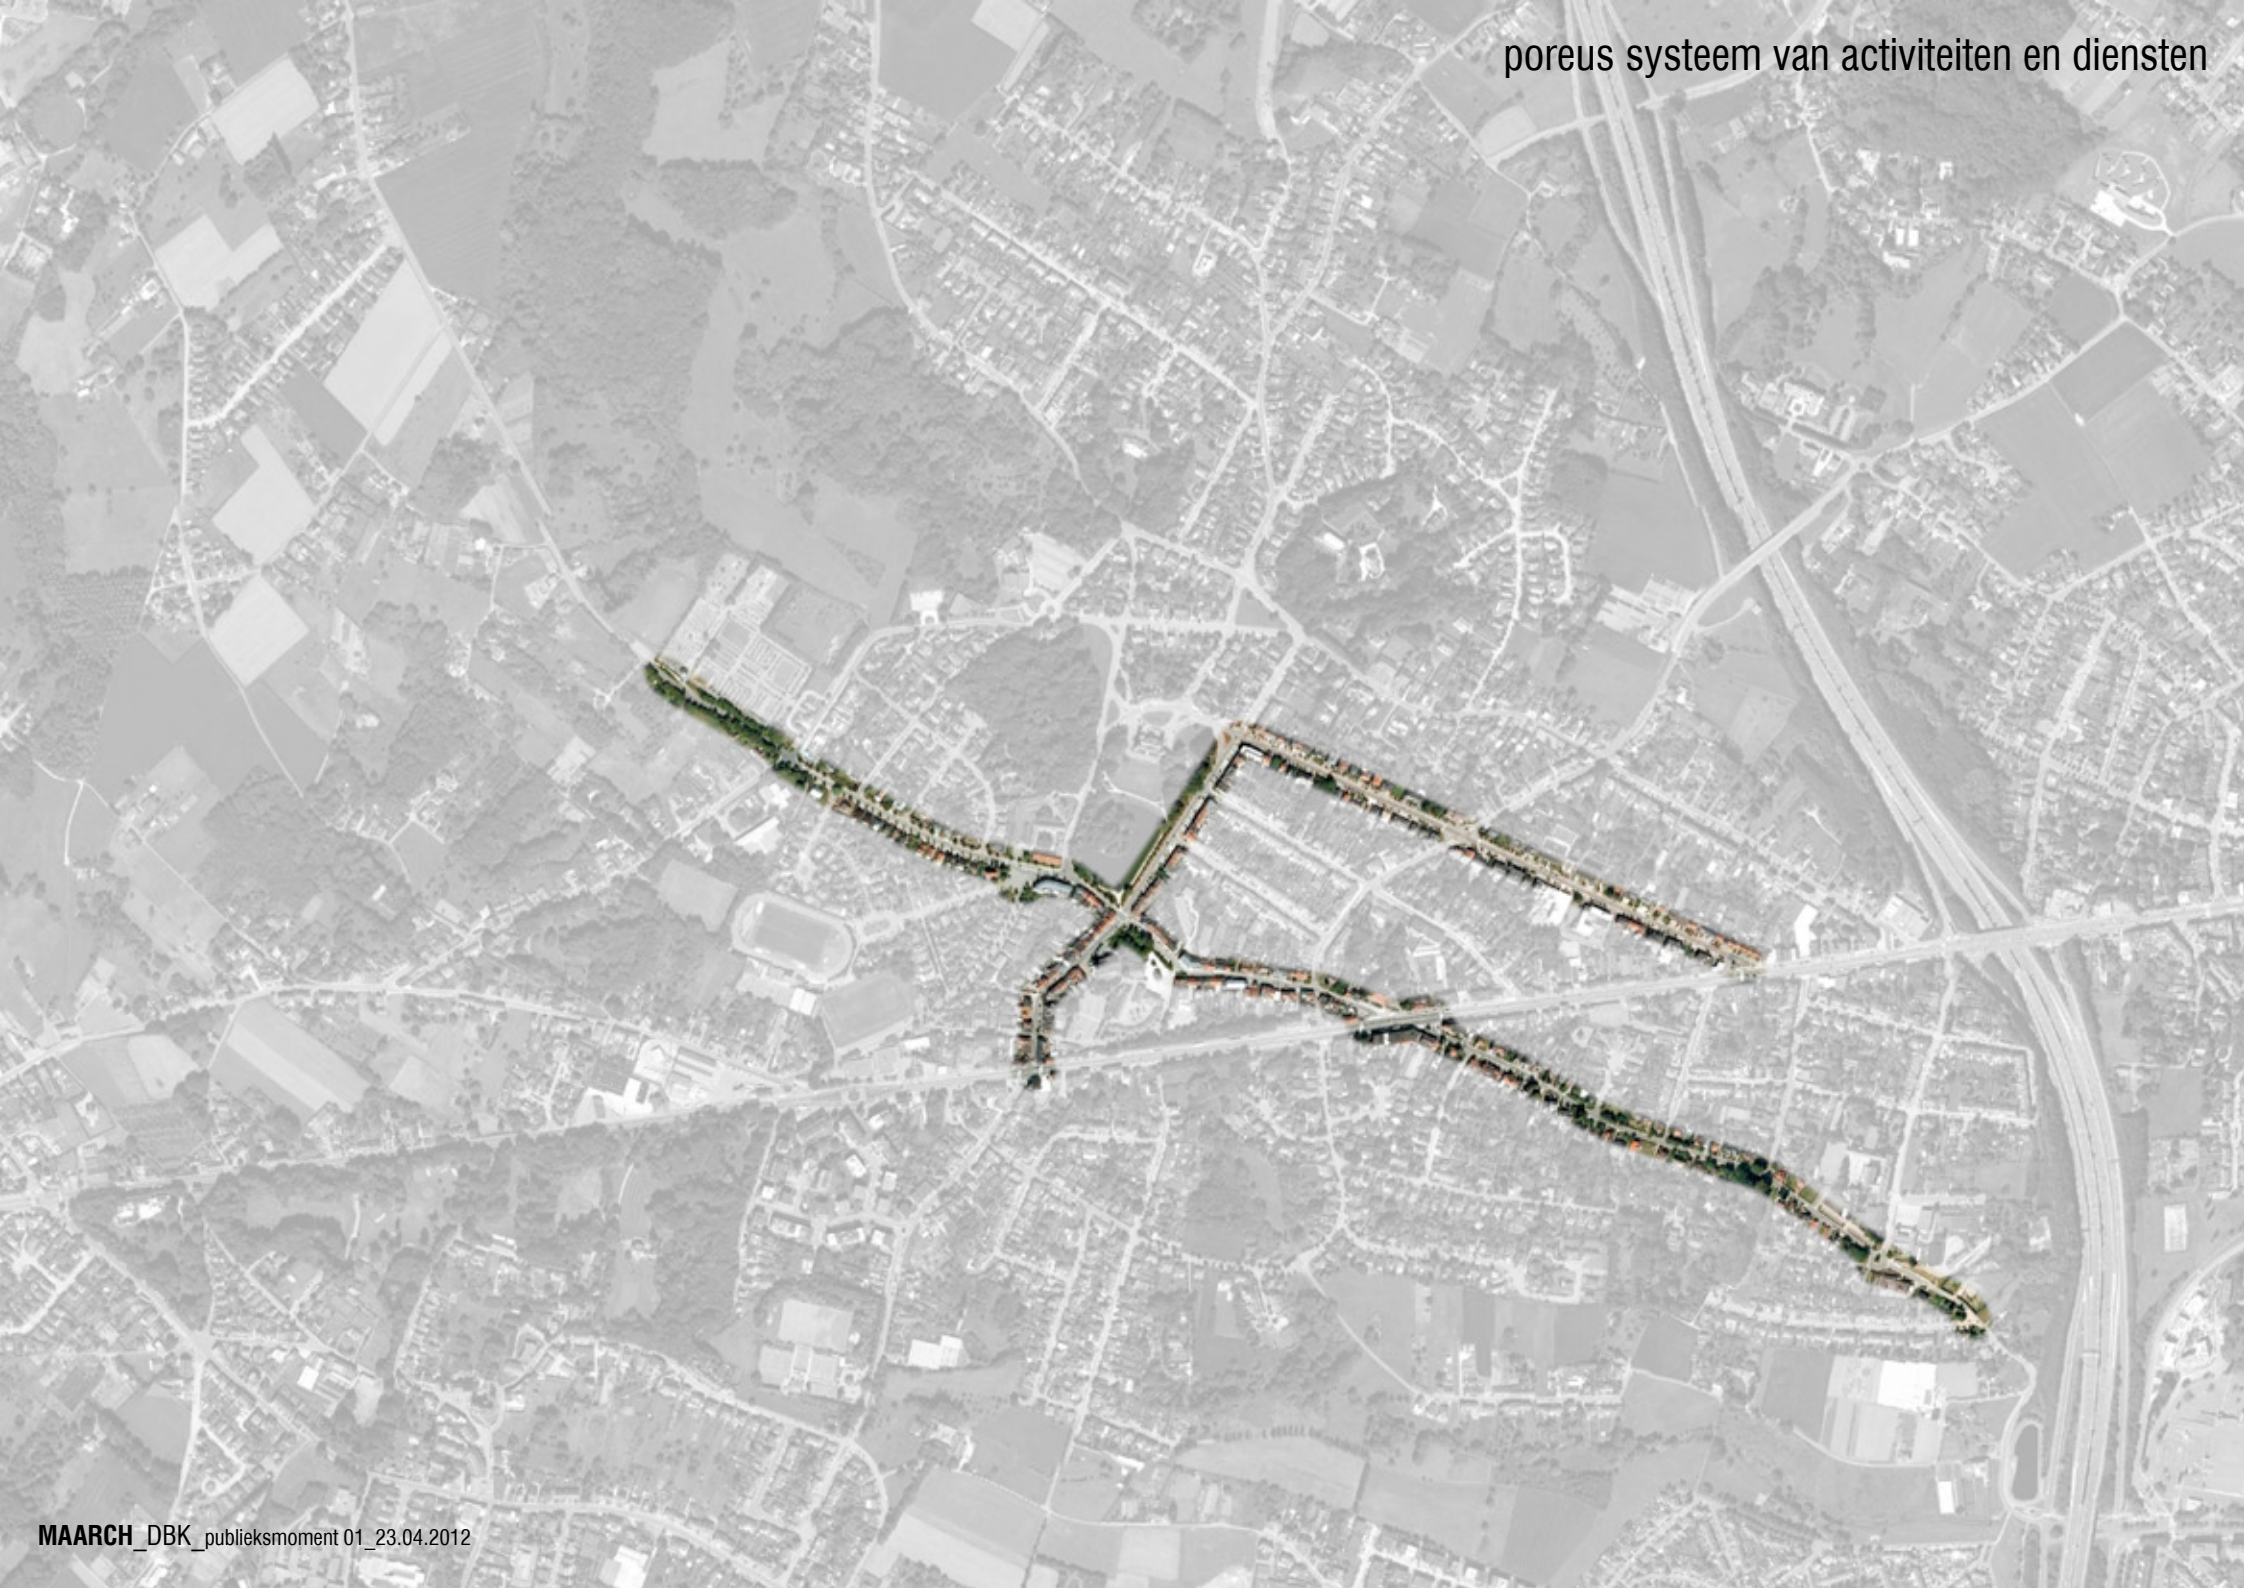 poreus systeem van activiteiten en diensten
MAARCH_DBK_publieksmoment 01_23.04.2012